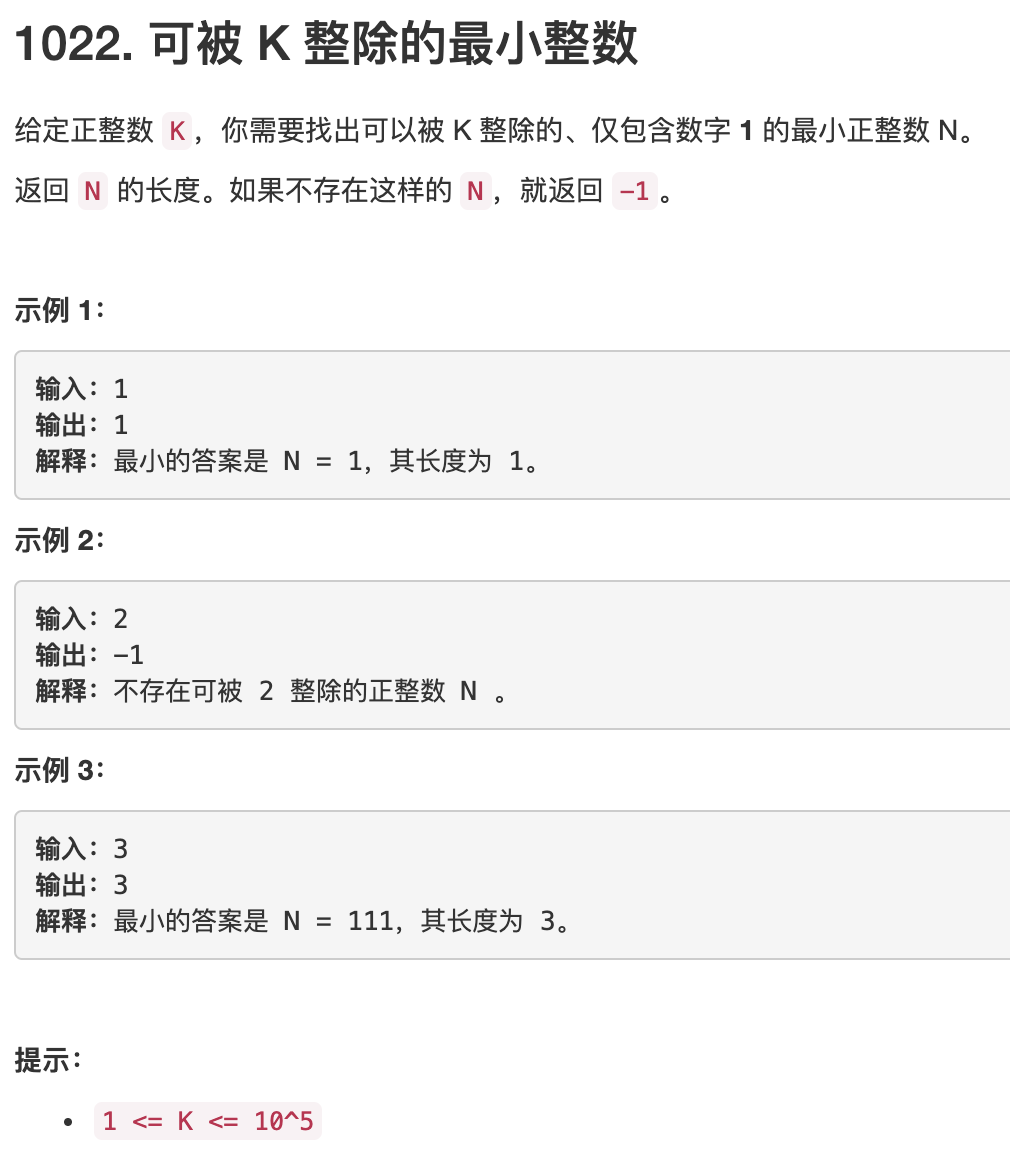 1022. 可被 K 整除的最小整数
给定正整数 K，你需要找出可以被 K 整除的、仅包含数字 1 的最小正整数 N。
返回 N 的长度。如果不存在这样的 N，就返回 -1。
示例 1：
输入：1
输出：1
解释：最小的答案是 N = 1，其长度为 1。
示例 2：
输入：2
输出：-1
解释：不存在可被 2 整除的正整数 N 。
示例 3：
输入：3
输出：3
解释：最小的答案是 N = 111，其长度为 3。
提示：
• 1 <= K <= 10^5